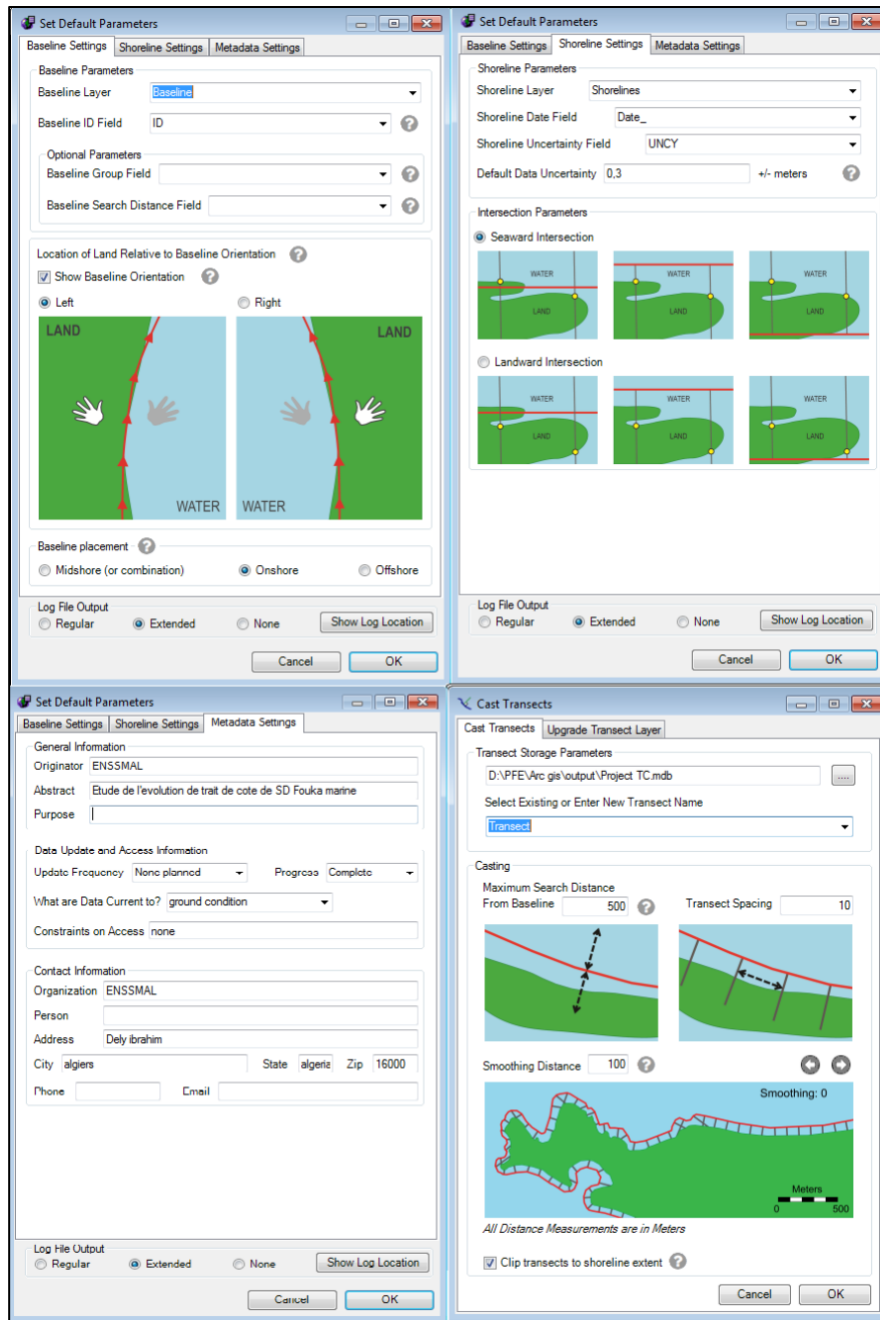 Set Default Parameters
Baseline Settings Shoreline Settings Metadata Settings
Baseline Parameters
Baseline Layer Baseline
Baseline ID Field ID ?
Optional Parameters
Baseline Group Field ?
Baseline Search Distance Field ?
Location of Land Relative to Baseline Orientation ?
Show Baseline Orientation ?
Left Right
LAND LAND
WATER WATER
Baseline placement ?
Midshore (or combination) Onshore Offshore
Log File Output
Regular Extended None Show Log Location
Cancel OK
Set Default Parameters
Baseline Settings Shoreline Settings Metadata Settings
Shoreline Parameters
Shoreline Layer Shorelines
Shoreline Date Field Date_
Shoreline Uncertainty Field UNCY
Default Data Uncertainty 0,3 +/- meters ?
Intersection Parameters
Seaward Intersection
WATER WATER WATER
LAND LAND LAND
Landward Intersection
WATER WATER WATER
LAND LAND LAND
Log File Output
Regular Extended None Show Log Location
Cancel OK
Set Default Parameters
Baseline Settings Shoreline Settings Metadata Settings
General Information
Originator ENSSMAL
Abstract Etude de l'evolution de trait de cote de SD Fouka marine
Purpose
Data Update and Access Information
Update Frequency None planned Progress Complete
What are Data Current to? ground condition
Constraints on Access none
Contact Information
Organization ENSSMAL
Person
Address Dely ibrahim
City algiers State algeria Zip 16000
Phone Email
Log File Output
Regular Extended None Show Log Location
Cancel OK
Cast Transects
Cast Transects Upgrade Transect Layer
Transect Storage Parameters
D:\PFE\Arc gis\output\Project TC.mdb ....
Select Existing or Enter New Transect Name
Transect
Casting
Maximum Search Distance
From Baseline 500 ? Transect Spacing 10
Smoothing Distance 100 ?
Smoothing: 0
Meters
0 500
All Distance Measurements are in Meters
Clip transects to shoreline extent ?
Cancel OK